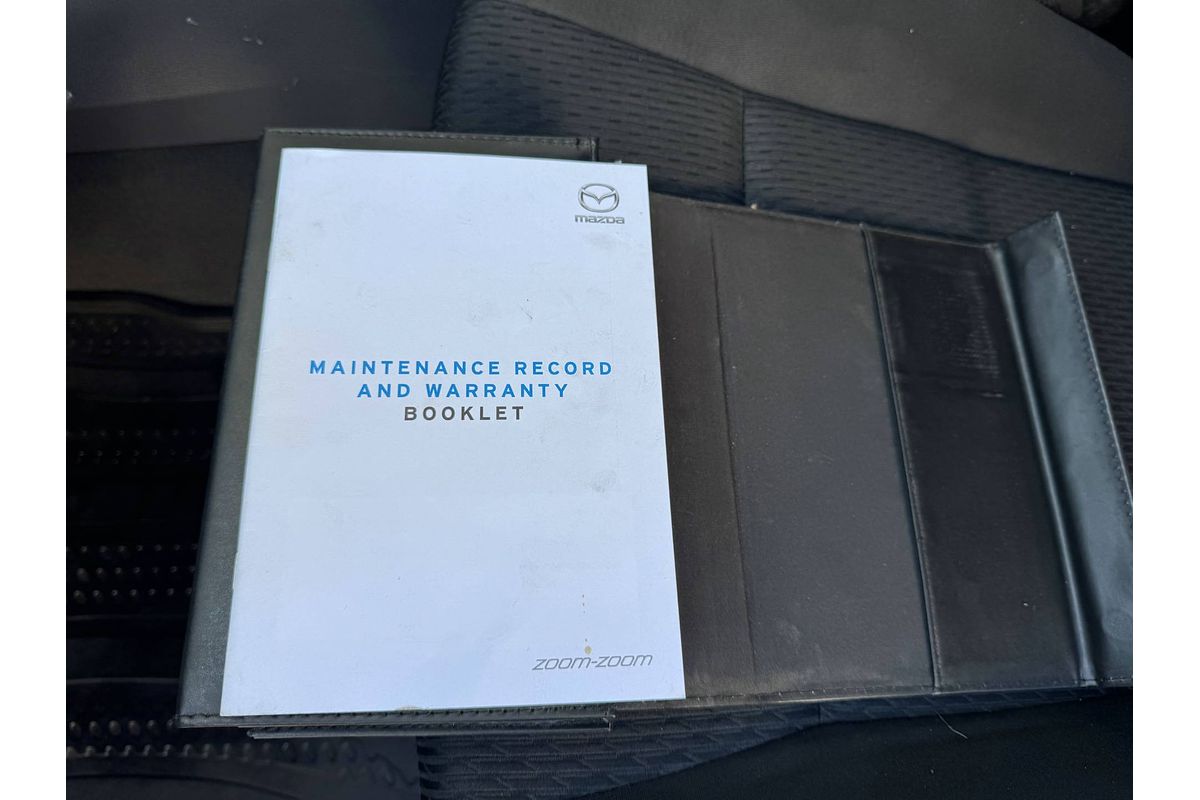 mazda
MAINTENANCE RECORD
AND WARRANTY
BOOKLET
zoom-zoom